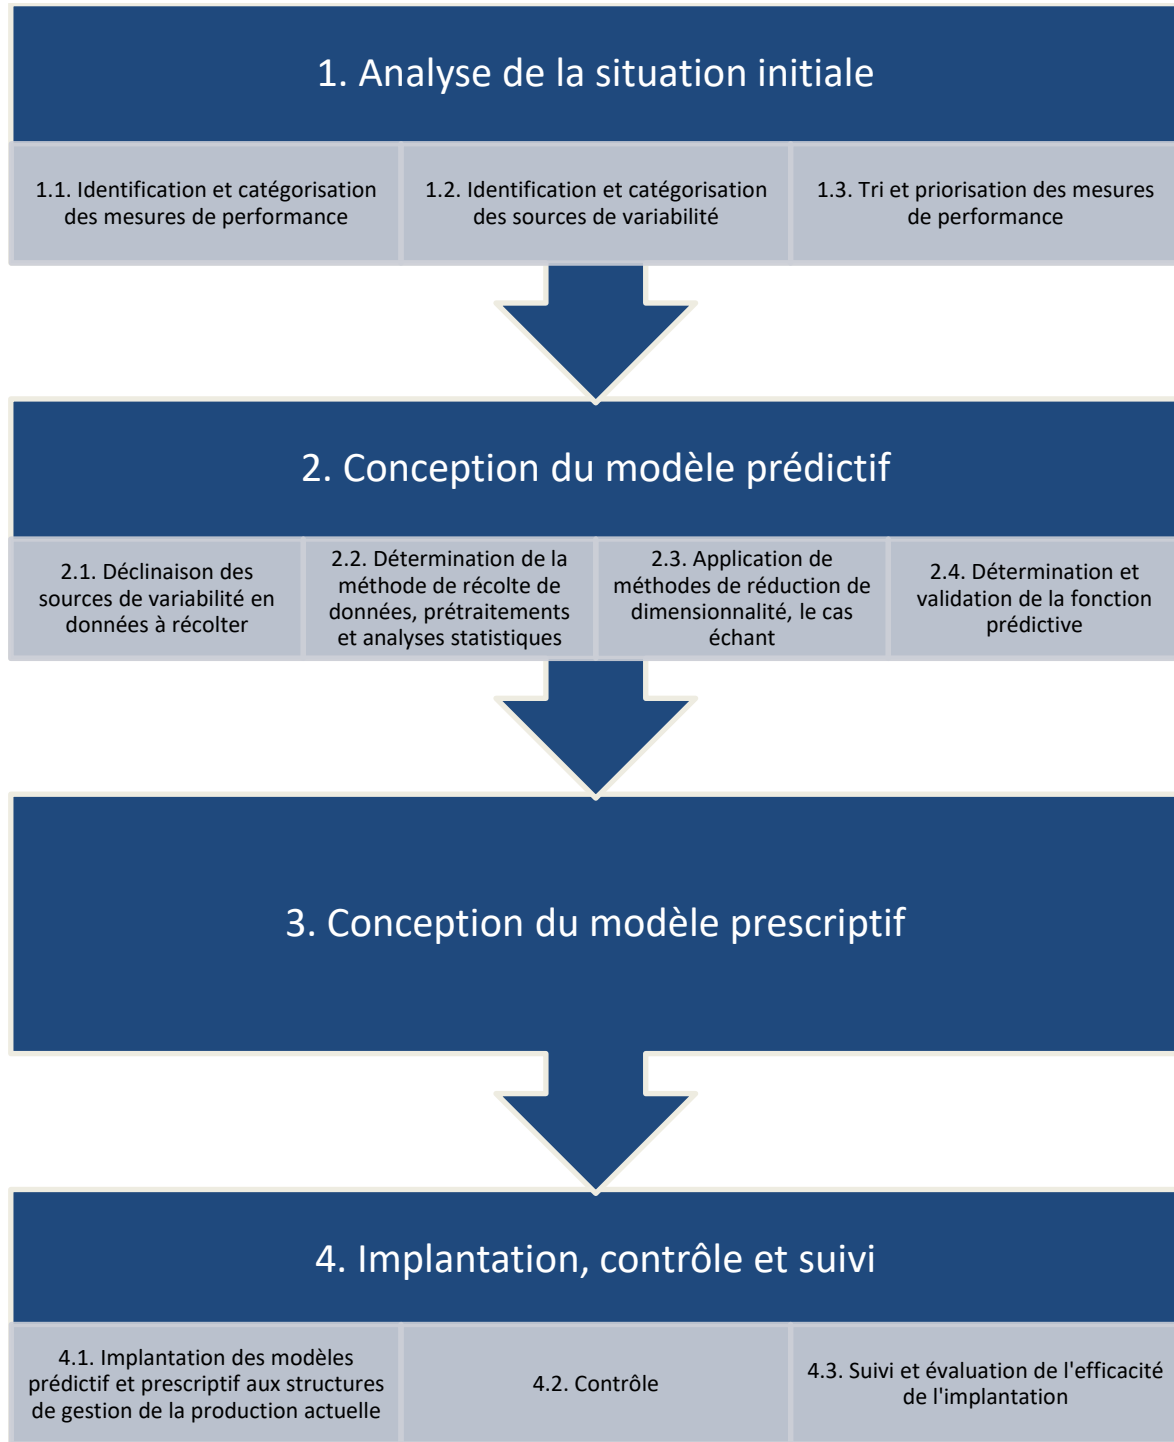 1. Analyse de la situation initiale
1.1. Identification et catégorisation
des mesures de performance
1.2. Identification et catégorisation
des sources de variabilité
1.3. Tri et priorisation des mesures
de performance
2. Conception du modèle prédictif
2.1. Déclinaison des
sources de variabilité en
données à récolter
2.2. Détermination de la
méthode de récolte de
données, prétraitements
et analyses statistiques
2.3. Application de
méthodes de réduction de
dimensionnalité, le cas
échant
2.4. Détermination et
validation de la fonction
prédictive
3. Conception du modèle prescriptif
4. Implantation, contrôle et suivi
4.1. Implantation des modèles
prédictif et prescriptif aux structures
de gestion de la production actuelle
4.2. Contrôle
4.3. Suivi et évaluation de l'efficacité
de l'implantation